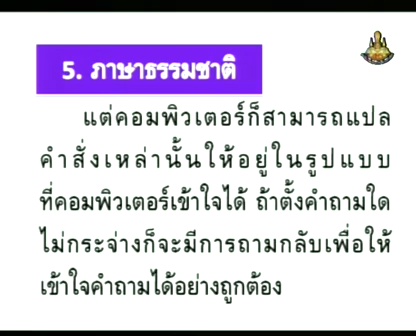 5. ภาษาธรรมชาติ
แต่คอมพิวเตอร์ก็สามารถแปล
คำสั่งเหล่านั้นให้อยู่ในรูปแบบ
ที่คอมพิวเตอร์เข้าใจได้ ถ้าตั้งคำถามใด
ไม่กระจ่างก็จะมีการถามกลับเพื่อให้
เข้าใจคำถามได้อย่างถูกต้อง